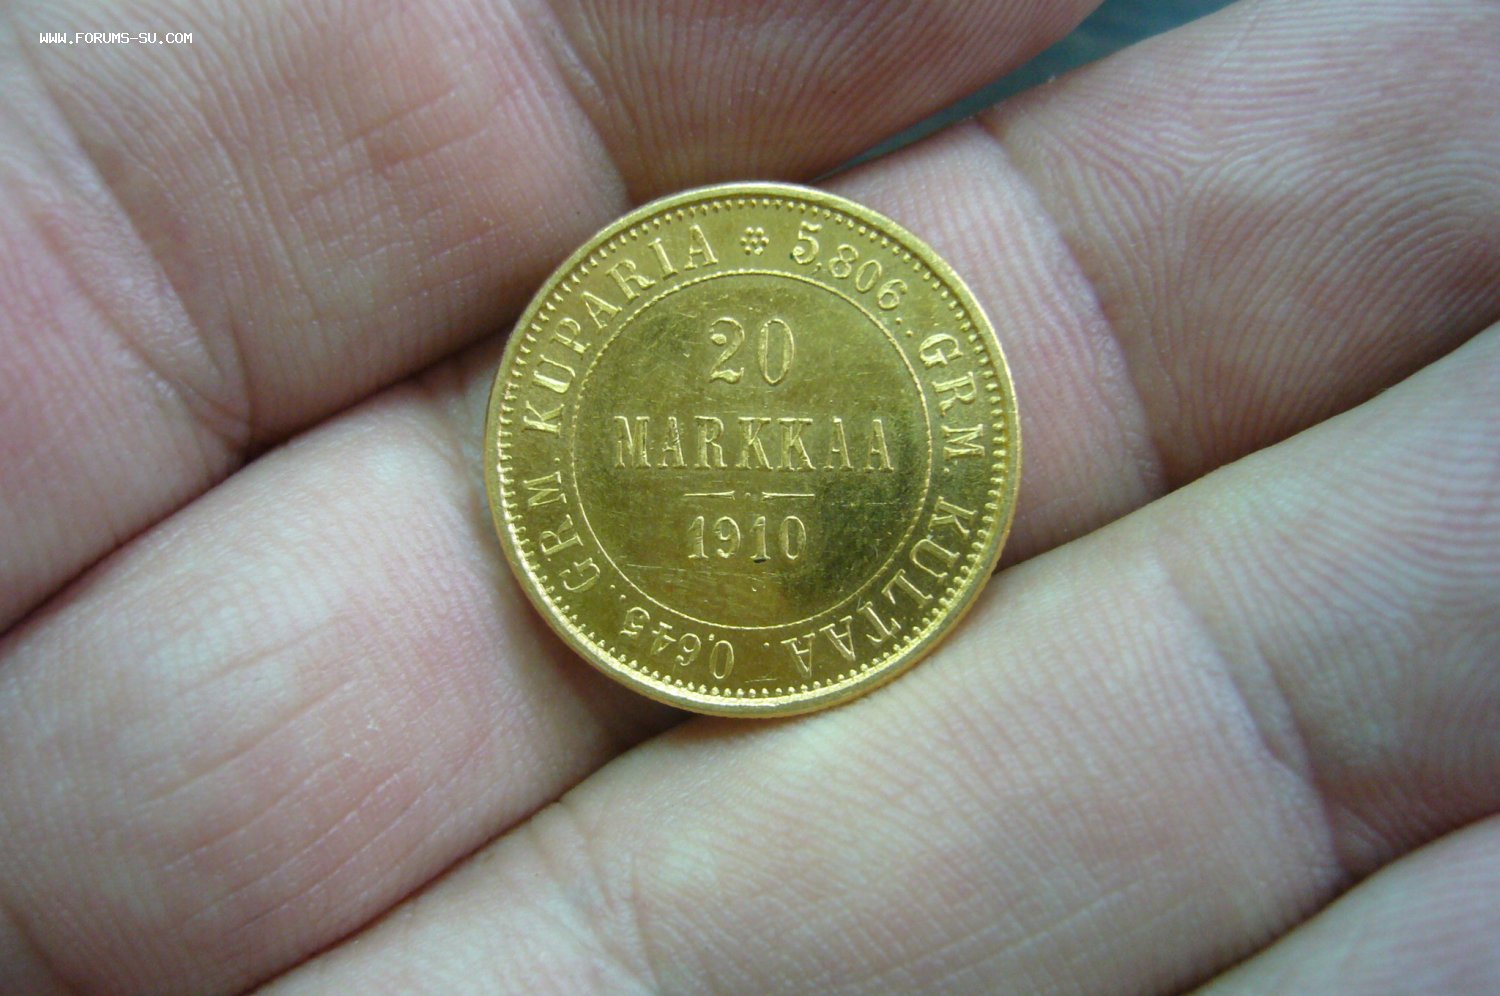 WWW.FORUMS-SU.COM
5,806. GRM. KULTAA. 0,645. GRM. KUPARIA
20
MARKKAA
1910